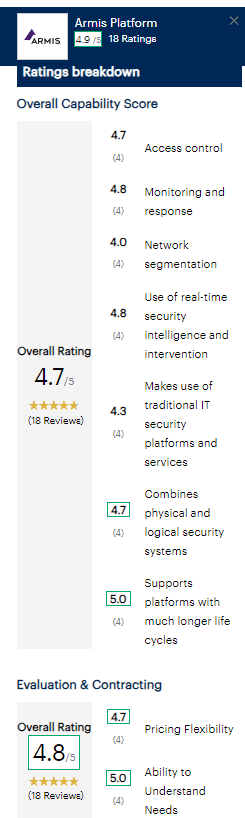 Armis Platform
ARMIS
4.9 /5 18 Ratings
Ratings breakdown
Overall Capability Score
Overall Rating
4.7/5
(18 Reviews)
4.7
(4)
Access control
4.8
(4)
Monitoring and
response
4.0
(4)
Network
segmentation
4.8
(4)
Use of real-time
security
intelligence and
intervention
4.3
(4)
Makes use of
traditional IT
security
platforms and
services
4.7
(4)
Combines
physical and
logical security
systems
5.0
(4)
Supports
platforms with
much longer life
cycles
Evaluation & Contracting
Overall Rating
4.8/5
(18 Reviews)
4.7
(4)
Pricing Flexibility
5.0
(4)
Ability to
Understand
Needs